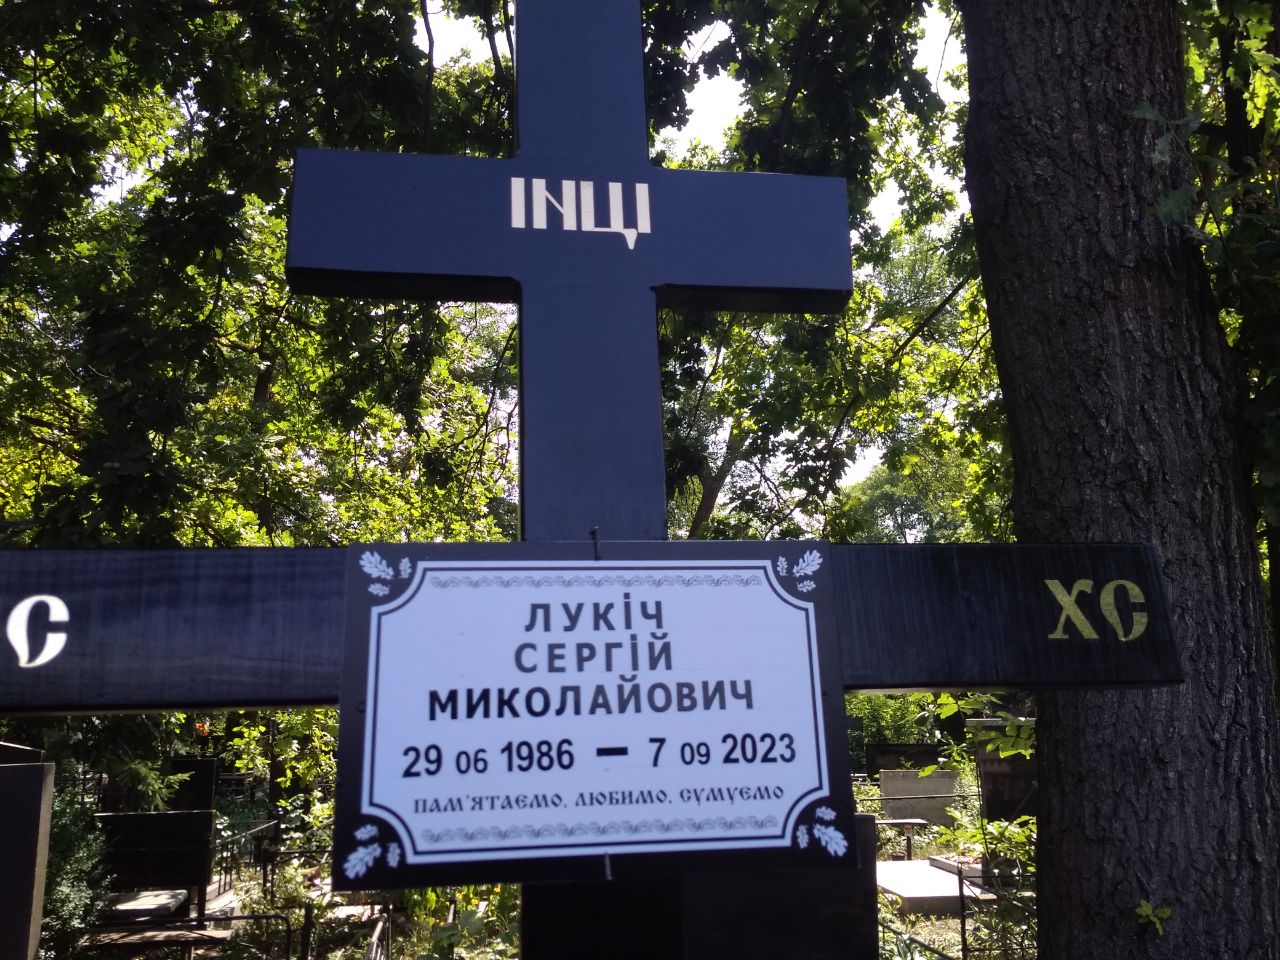 ІНЦІ
С
ХС
ЛУКІЧ
СЕРГІЙ
МИКОЛАЙОВИЧ
29 06 1986 – 7 09 2023
ПАМ'ЯТАЄМО, ЛЮБИМО, СУМУЄМО